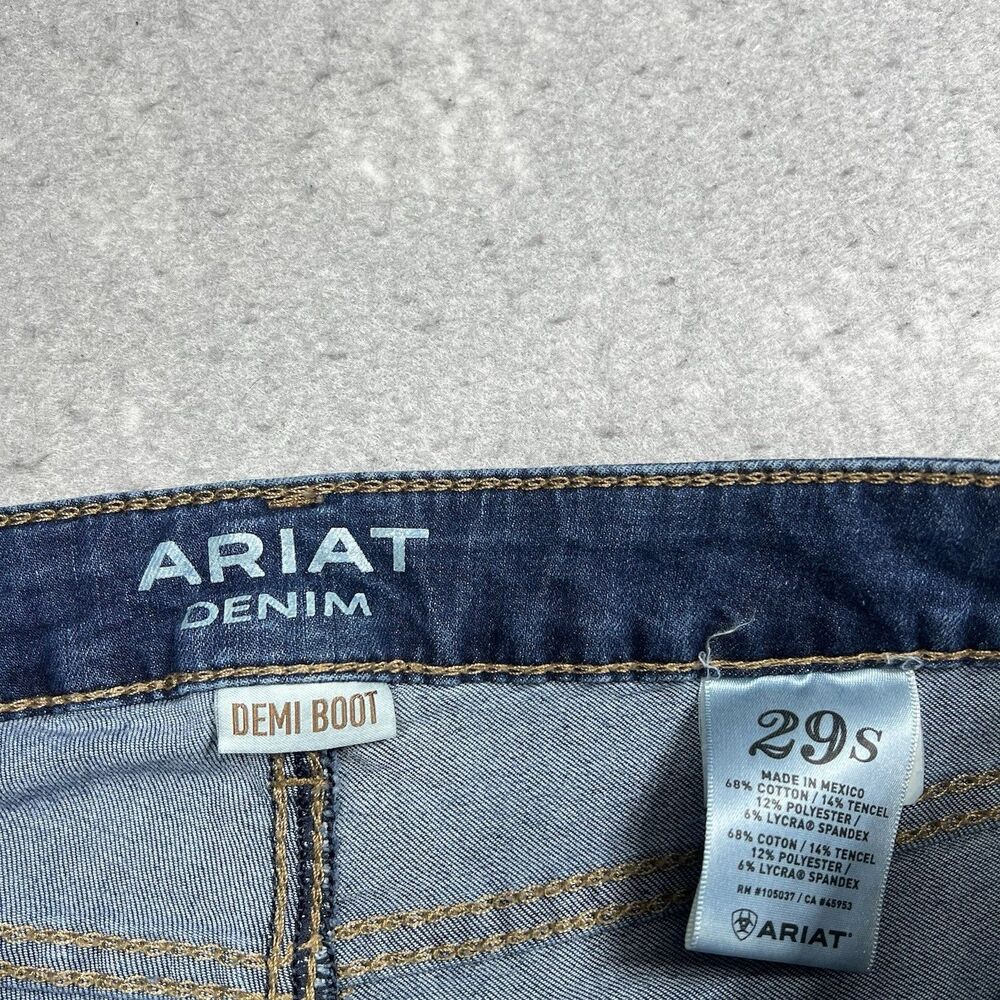 ARIAT
DENIM
DEMI BOOT
29S
MADE IN MEXICO
68% COTTON / 14% TENCEL
12% POLYESTER /
6% LYCRA® SPANDEX
68% COTON / 14% TENCEL
12% POLYESTER /
6% LYCRA® SPANDEX
RN #105037 / CA #45953
ARIAT